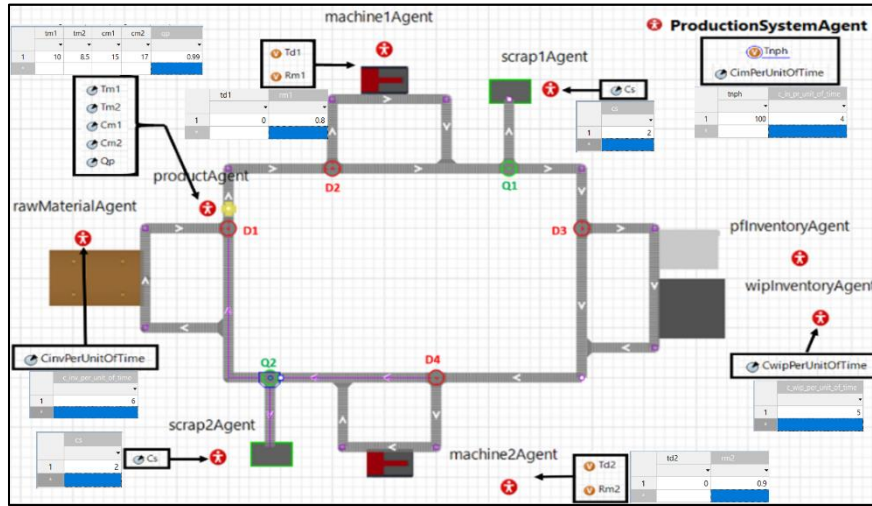 machine1Agent
ProductionSystemAgent
tm1 tm2 cm1 cm2 qp
1 10 8.5 15 17 0.99
Td1
Rm1
scrap1Agent
Tnph
CimPerUnitOfTime
Tm1
Tm2
Cm1
Cm2
Qp
td1 rm1
1 0 0.8
Cs
cs
1 2
tnph
1 100 4
productAgent
D2
Q1
rawMaterialAgent
D1
D3
pfInventoryAgent
wipInventoryAgent
CinvPerUnitOfTime
c_inv_per_unit_of_time
1 6
Q2
D4
CwipPerUnitOfTime
c_wip_per_unit_of_time
1 5
scrap2Agent
cs
1 2
Cs
machine2Agent
Td2
Rm2
td2 rm2
1 0 0.9